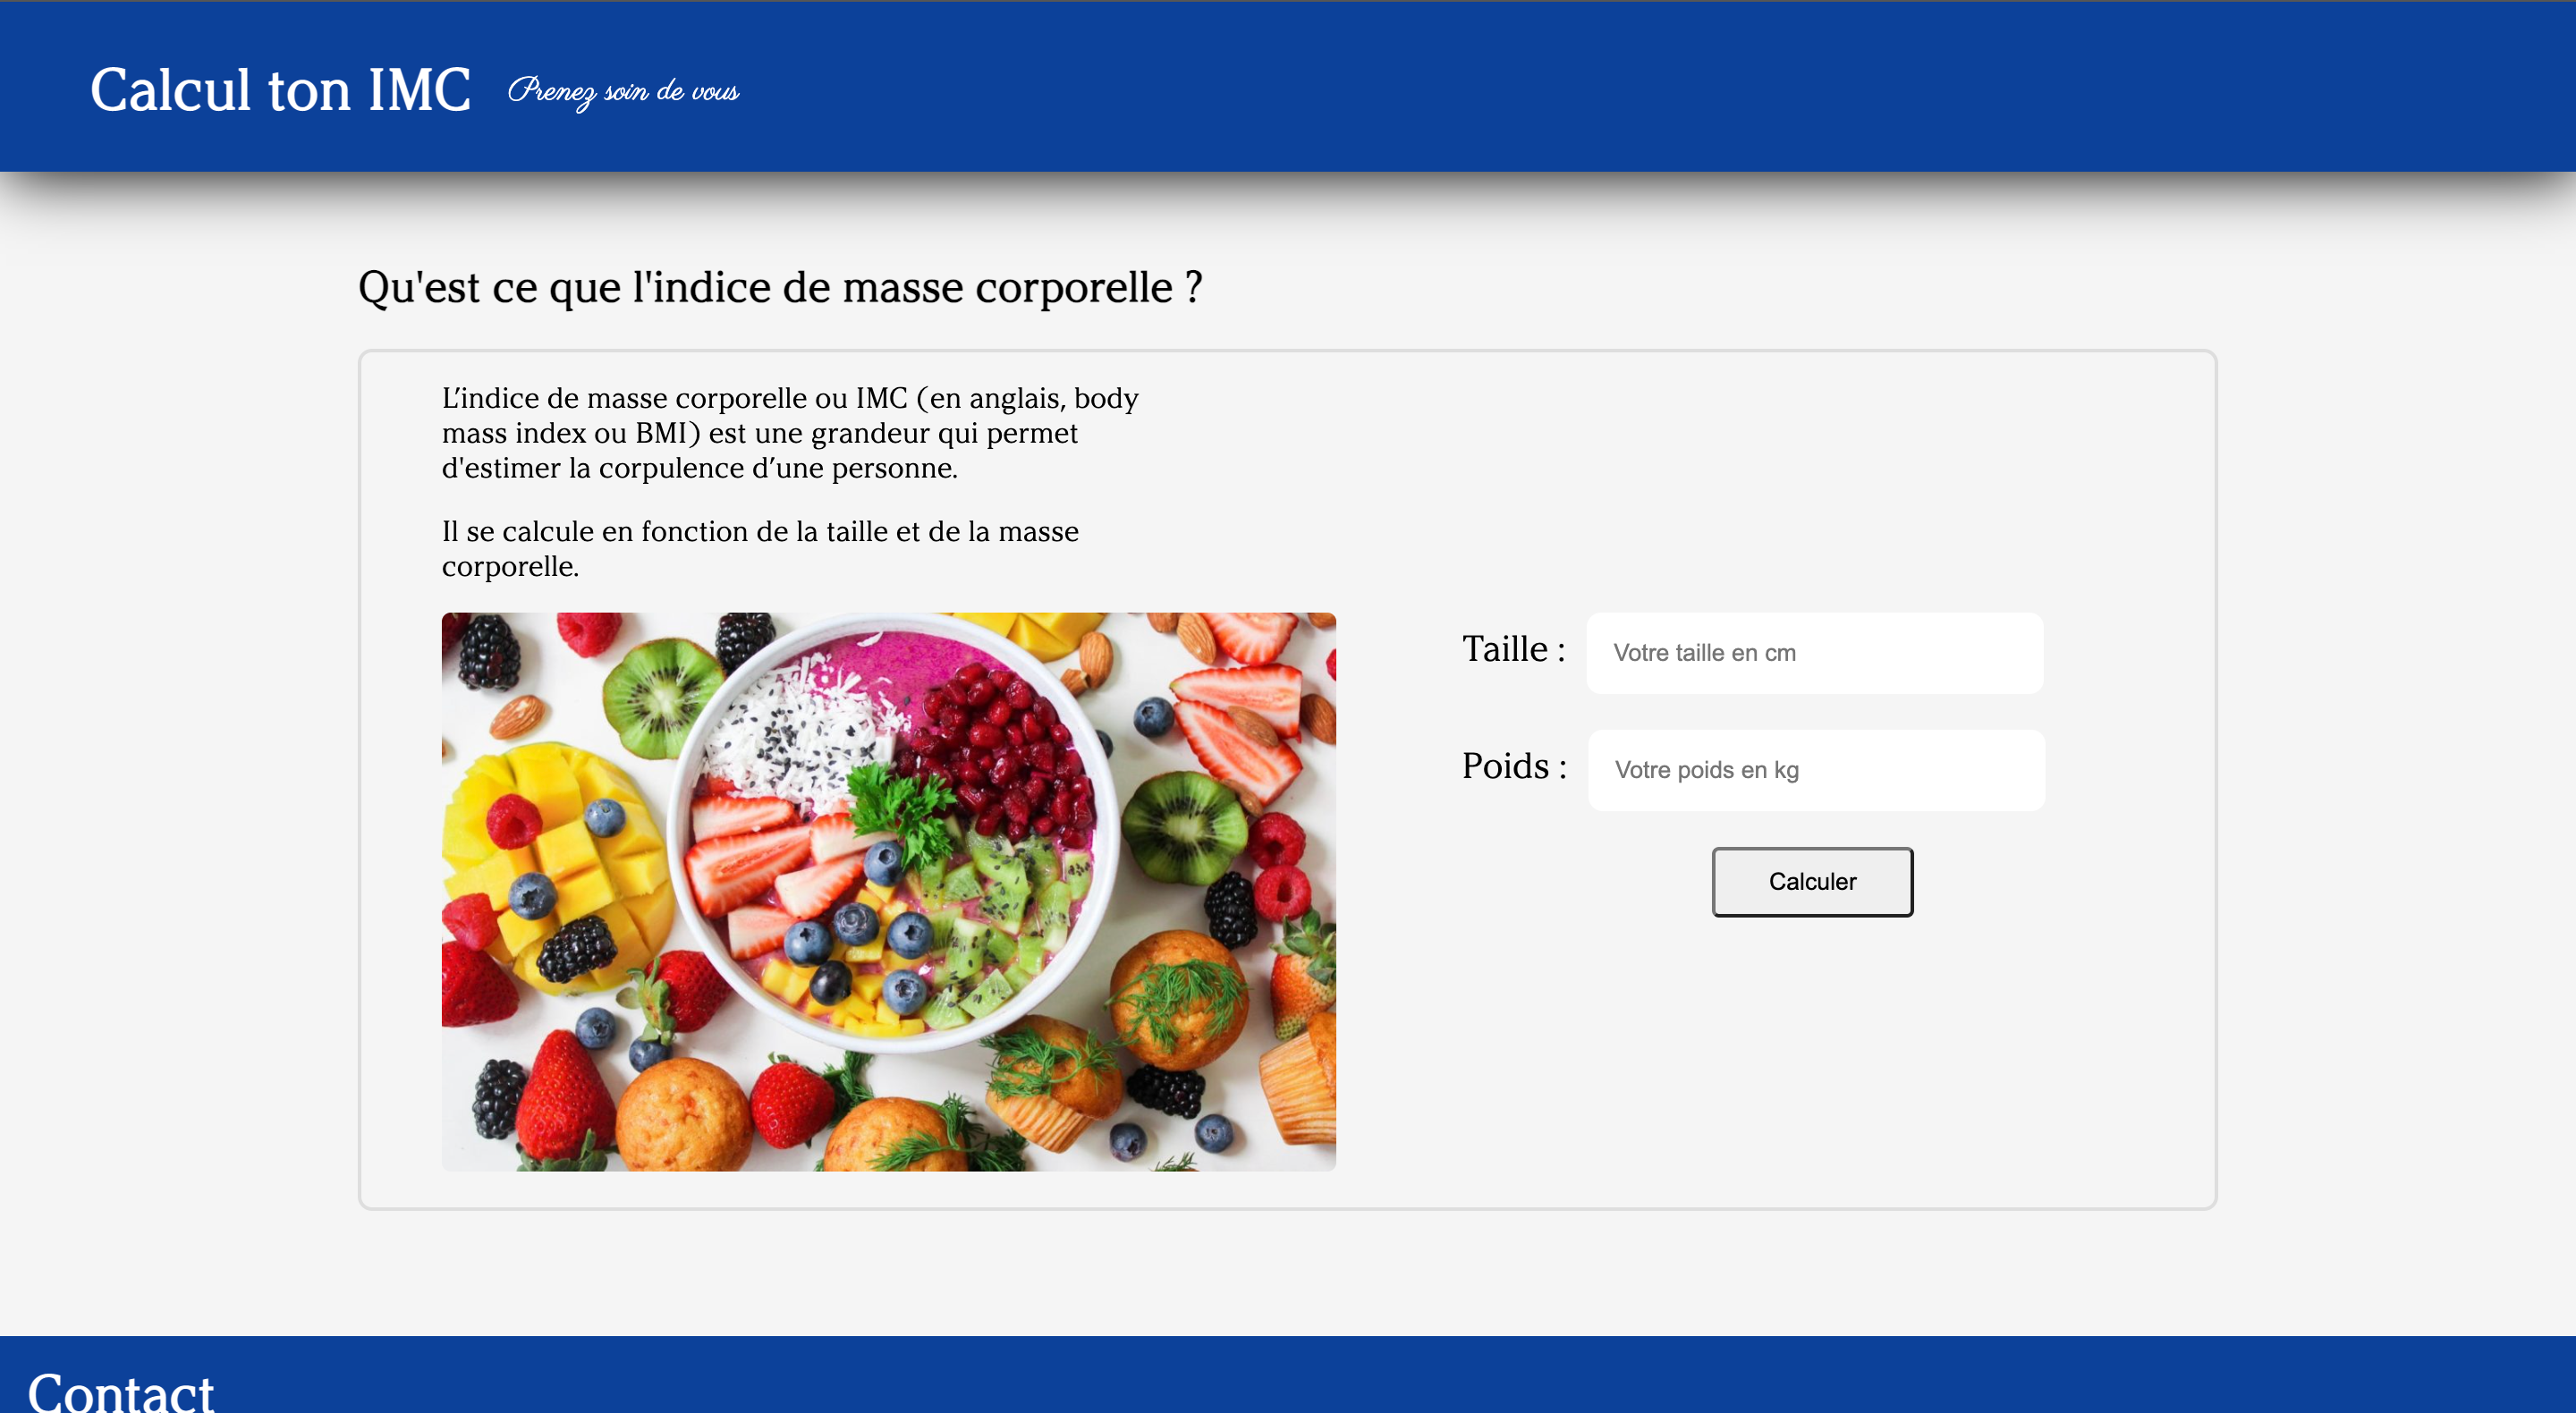 Calcul ton IMC
Prenez soin de vous
Qu'est ce que l'indice de masse corporelle ?
L’indice de masse corporelle ou IMC (en anglais, body
mass index ou BMI) est une grandeur qui permet
d'estimer la corpulence d’une personne.
Il se calcule en fonction de la taille et de la masse
corporelle.
Taille :
Votre taille en cm
Poids :
Votre poids en kg
Calculer
Contact